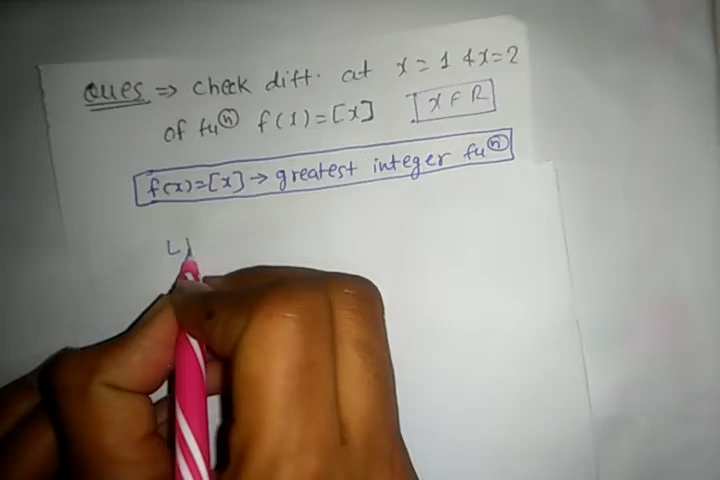 Ques ⇒ check diff. at x = 1 & x = 2
of fuⁿ f(x) = [x] x ∈ R
f(x) = [x] → greatest integer fuⁿ
L